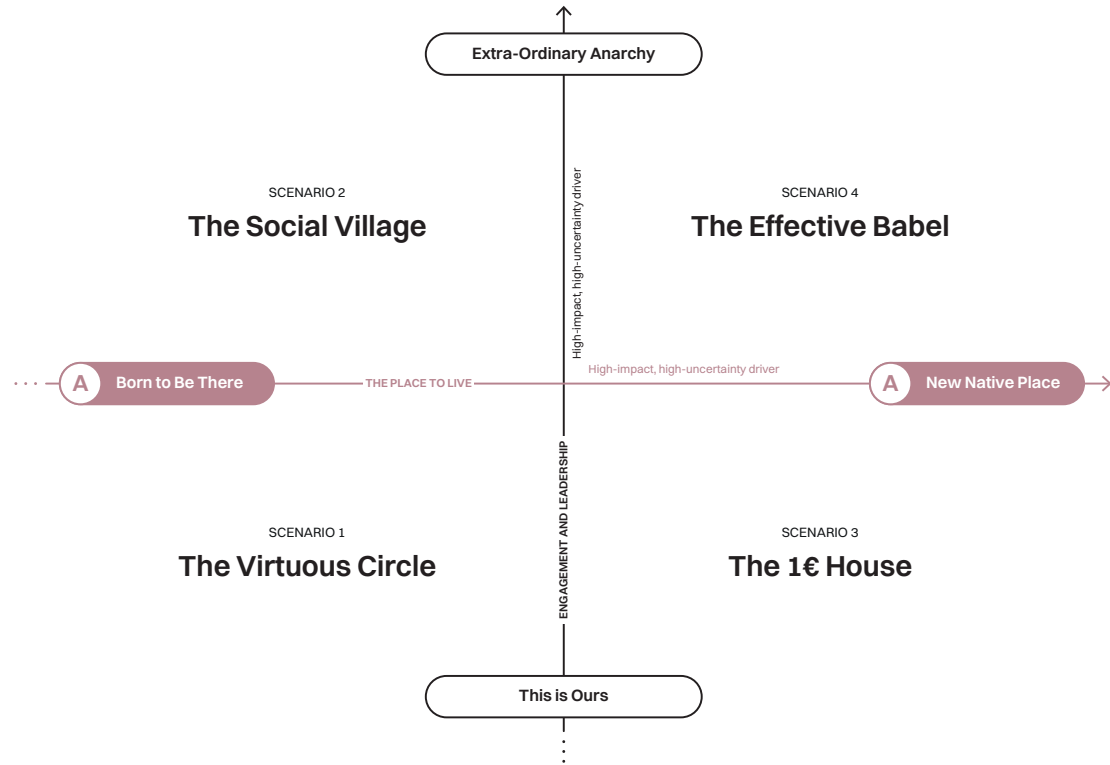 Extra-Ordinary Anarchy
SCENARIO 2
The Social Village
SCENARIO 4
The Effective Babel
High-impact, high-uncertainty driver
High-impact, high-uncertainty driver
A Born to Be There
THE PLACE TO LIVE
A New Native Place
ENGAGEMENT AND LEADERSHIP
SCENARIO 1
The Virtuous Circle
SCENARIO 3
The 1€ House
This is Ours